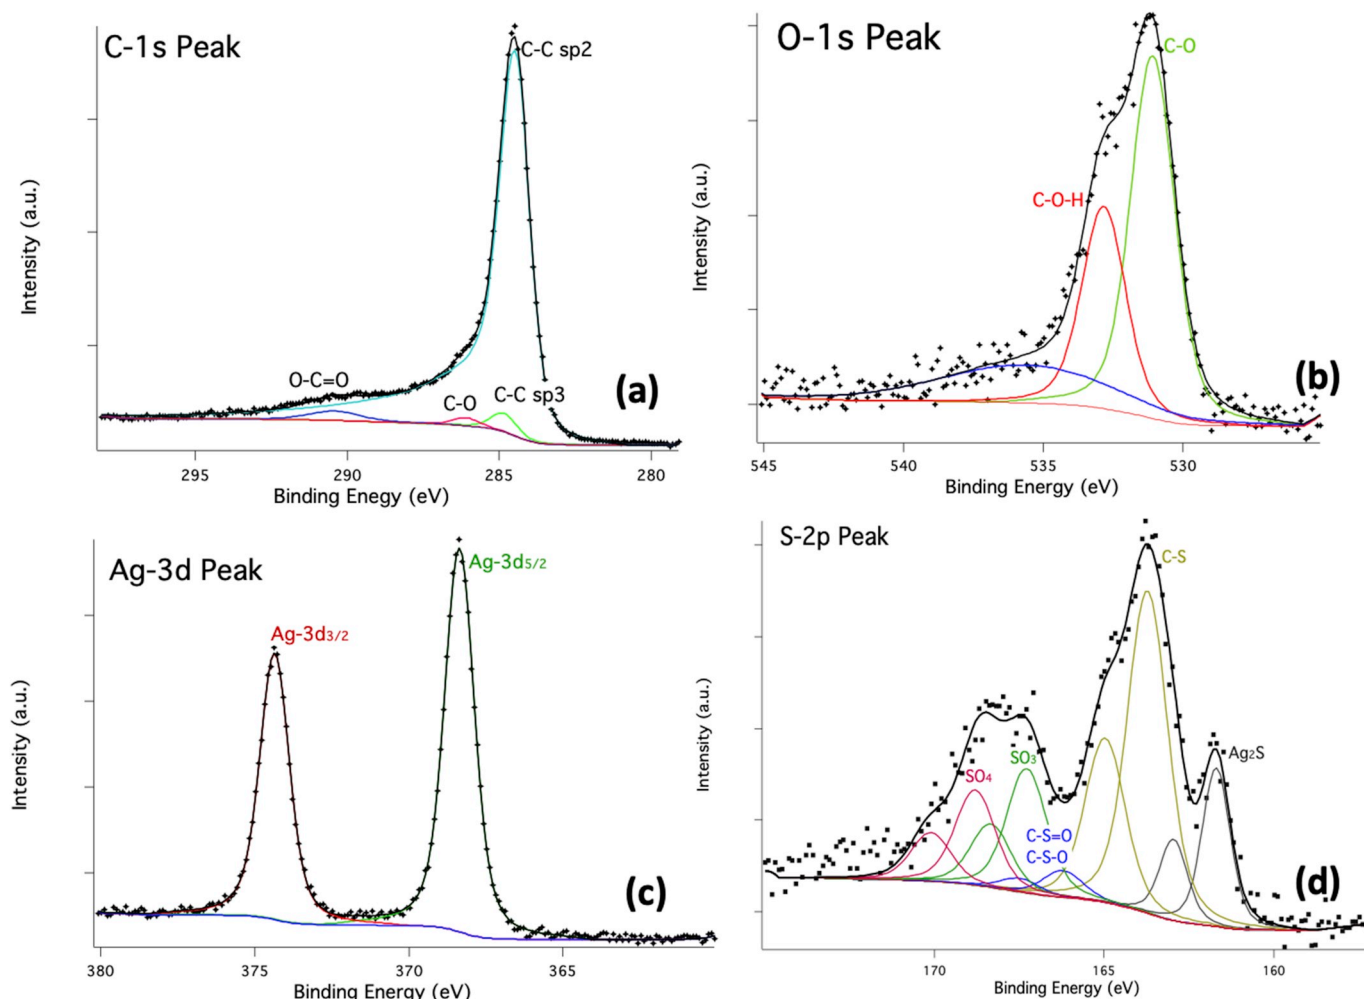 C-1s Peak
C-C sp2
O-C=O
C-O
C-C sp3
(a)
Intensity (a.u.)
295
290
285
280
Binding Enegy (eV)
O-1s Peak
C-O
C-O-H
(b)
Intensity (a.u.)
545
540
535
530
Binding Energy (eV)
Ag-3d Peak
Ag-3d5/2
Ag-3d3/2
(c)
Intensity (a.u.)
380
375
370
365
Binding Energy (eV)
S-2p Peak
C-S
Ag2S
SO3
SO4
C-S=O
C-S-O
(d)
Intensity (a.u.)
170
165
160
Binding Energy (eV)